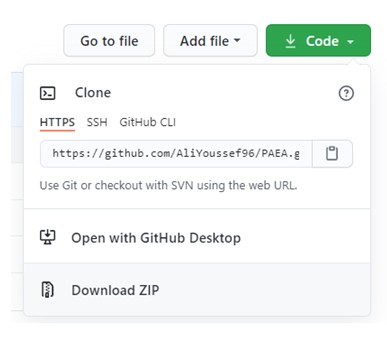 Go to file Add file Code
Clone
HTTPS SSH GitHub CLI
https://github.com/AliYoussef96/PAEA.g
Use Git or checkout with SVN using the web URL.
Open with GitHub Desktop
Download ZIP